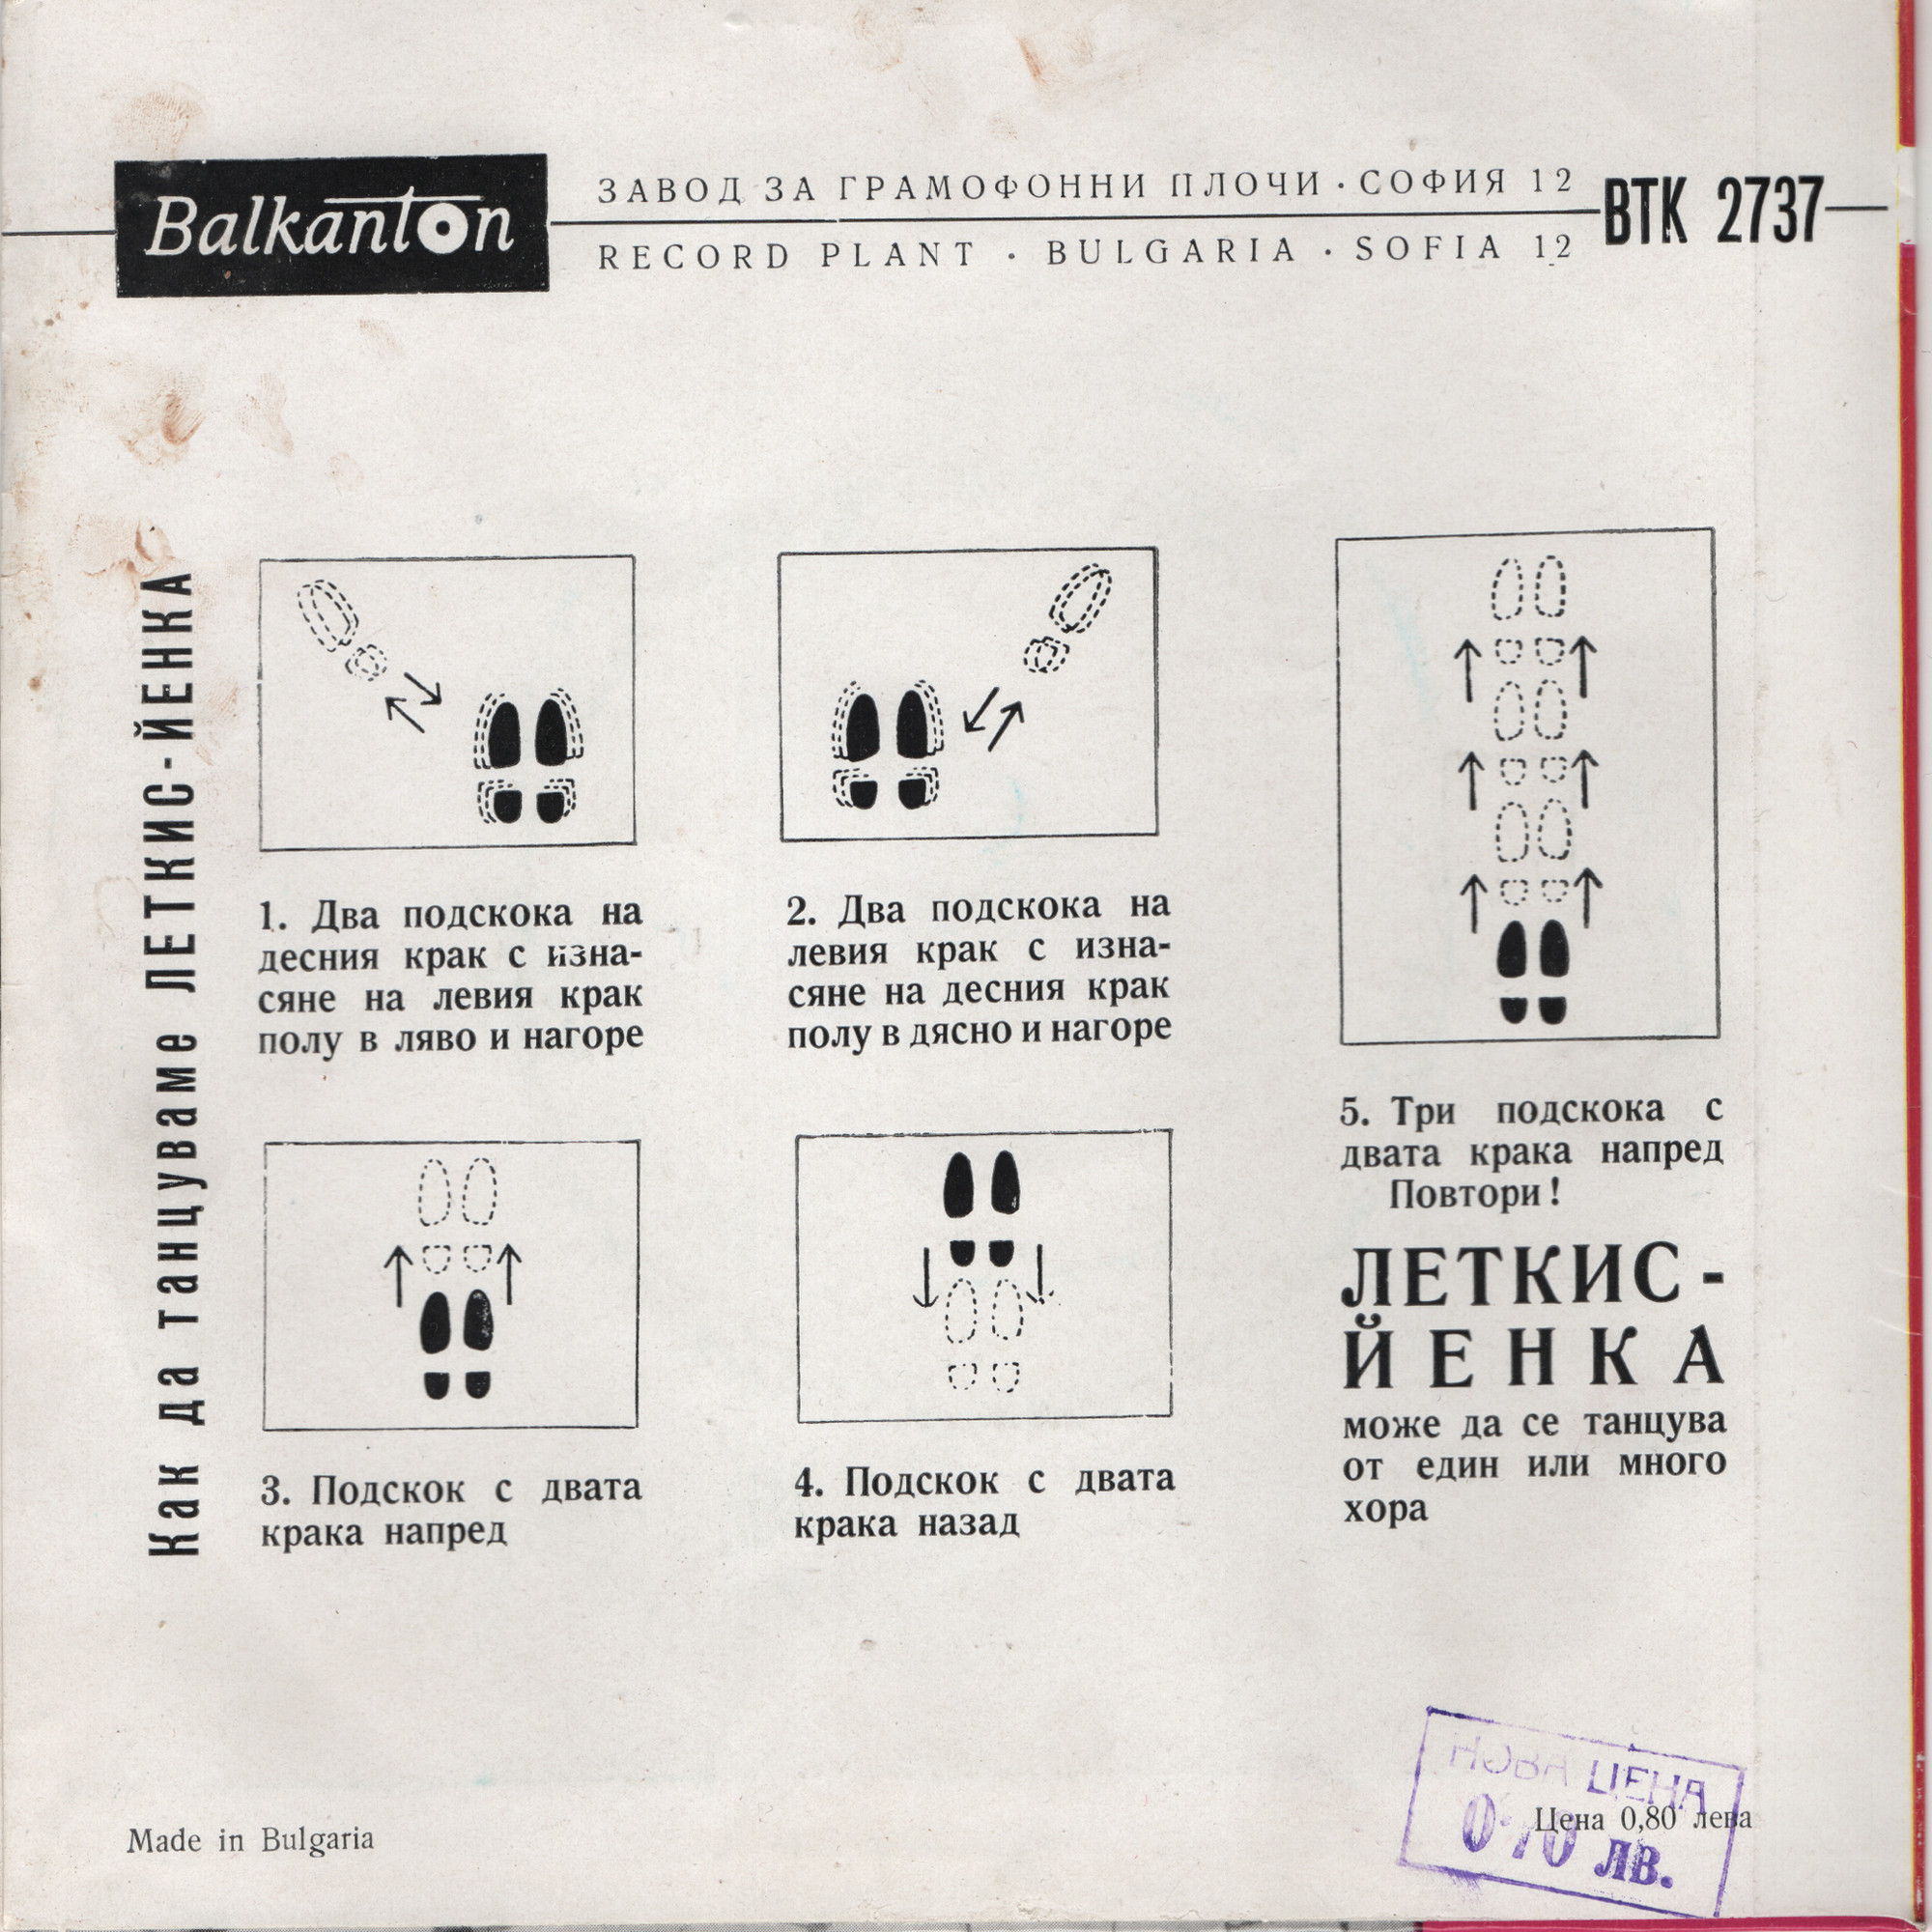 Balkanton
ЗАВОД ЗА ГРАМОФОННИ ПЛОЧИ · СОФИЯ 12
RECORD PLANT · BULGARIA · SOFIA 12
ВТК 2737
Как да танцуваме ЛЕТКИС-ЙЕНКА
1. Два подскока на
десния крак с изна-
сяне на левия крак
полу в ляво и нагоре
2. Два подскока на
левия крак с изна-
сяне на десния крак
полу в дясно и нагоре
3. Подскок с двата
крака напред
4. Подскок с двата
крака назад
5. Три подскока с
двата крака напред
Повтори!
ЛЕТКИС-
ЙЕНКА
може да се танцува
от един или много
хора
Made in Bulgaria
Цена 0,80 лева
НОВА ЦЕНА
0·70 ЛВ.